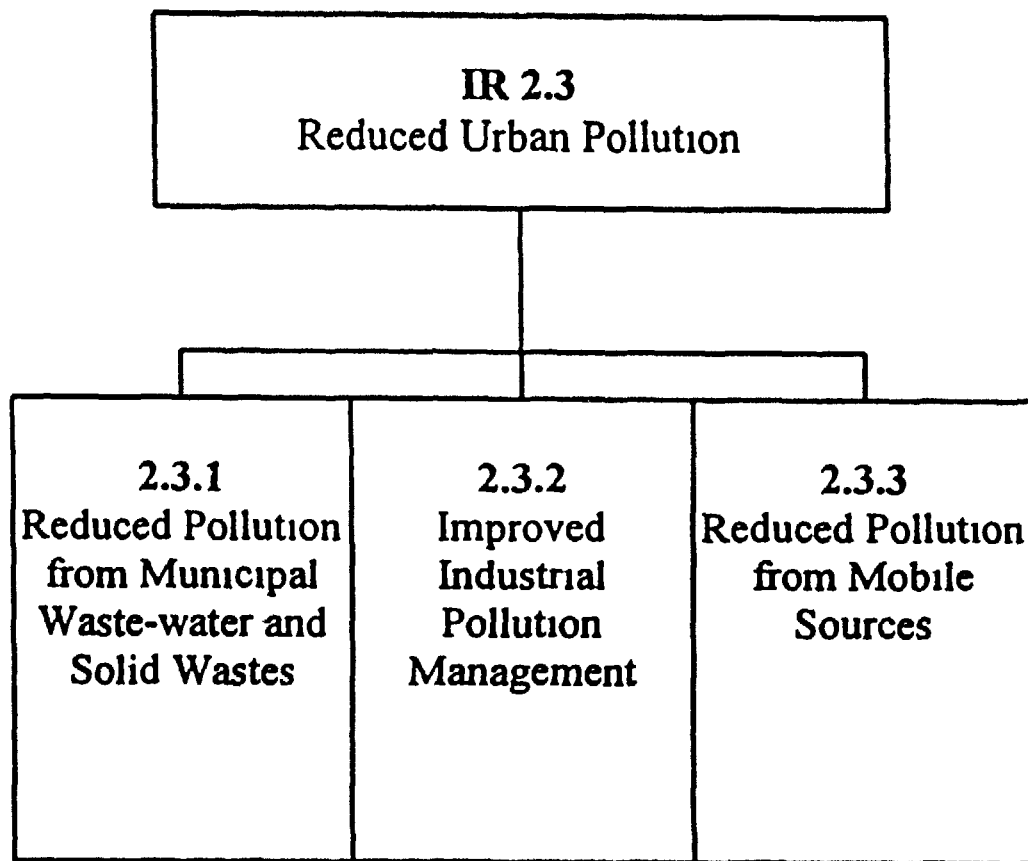 IR 2.3
Reduced Urban Pollution
2.3.1
Reduced Pollution
from Municipal
Waste-water and
Solid Wastes
2.3.2
Improved
Industrial
Pollution
Management
2.3.3
Reduced Pollution
from Mobile
Sources